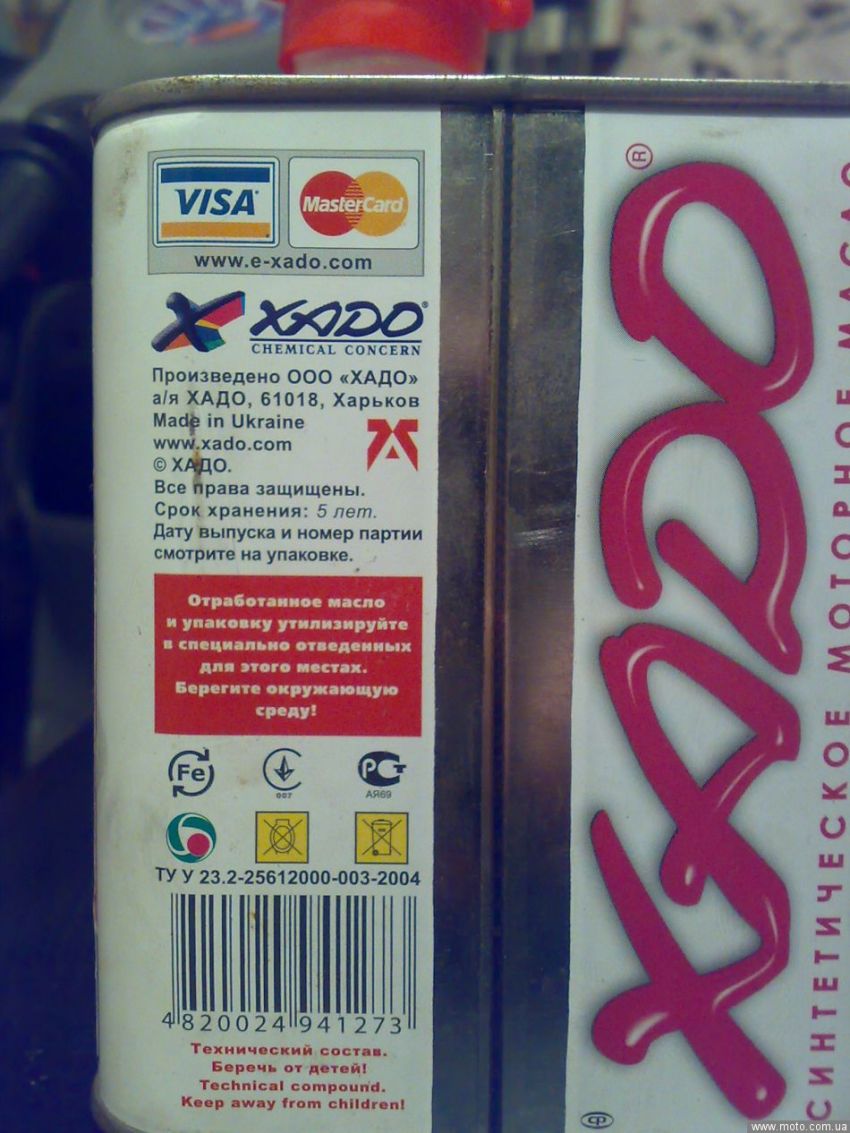 VISA
MasterCard
www.e-xado.com
XADO®
CHEMICAL CONCERN
Произведено ООО «ХАДО»
а/я ХАДО, 61018, Харьков
Made in Ukraine
www.xado.com
© ХАДО.
Все права защищены.
Срок хранения: 5 лет.
Дату выпуска и номер партии
смотрите на упаковке.
Отработанное масло
и упаковку утилизируйте
в специально отведенных
для этого местах.
Берегите окружающую
среду!
Fe
007
РСТ
АЯ69
ТУ У 23.2-25612000-003-2004
4 820024 941273
Технический состав.
Беречь от детей!
Technical compound.
Keep away from children!
XADO®
СИНТЕТИЧЕСКОЕ МОТОРНОЕ МАСЛО
www.moto.com.ua